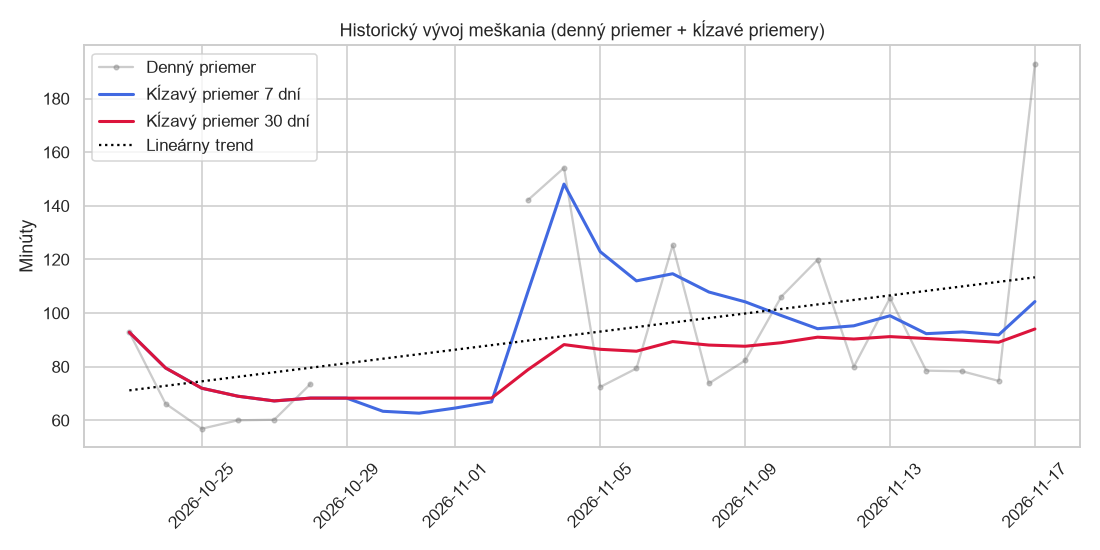 Historický vývoj meškania (denný priemer + kĺzavé priemery)
Denný priemer
Kĺzavý priemer 7 dní
Kĺzavý priemer 30 dní
Lineárny trend
Minúty
180
160
140
120
100
80
60
2026-10-25
2026-10-29
2026-11-01
2026-11-05
2026-11-09
2026-11-13
2026-11-17